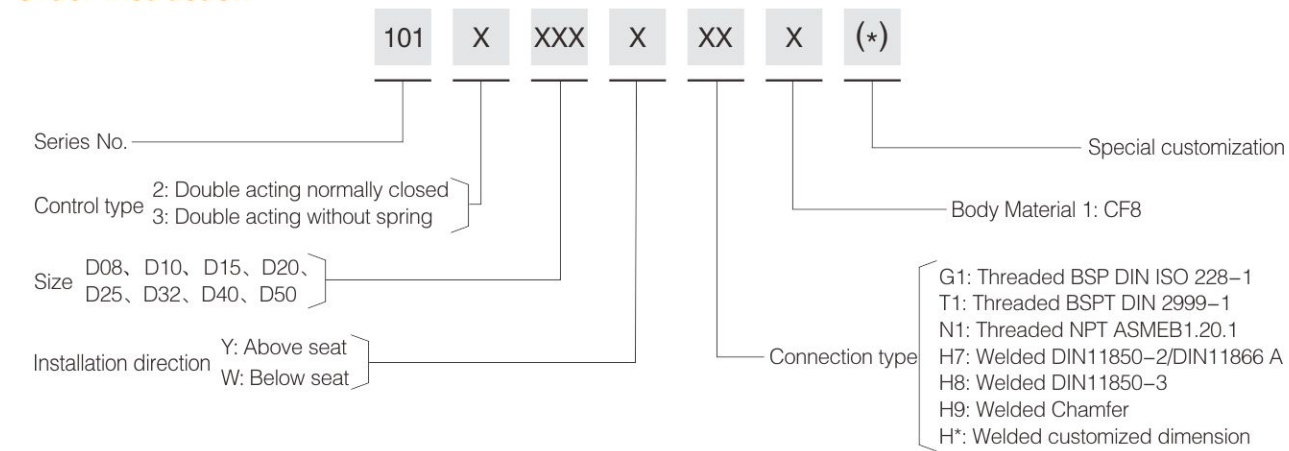 101 X XXX X XX X (*)
Series No.
Special customization
Control type
2: Double acting normally closed
3: Double acting without spring
Body Material 1: CF8
Size
D08、D10、D15、D20、
D25、D32、D40、D50
Installation direction
Y: Above seat
W: Below seat
Connection type
G1: Threaded BSP DIN ISO 228–1
T1: Threaded BSPT DIN 2999–1
N1: Threaded NPT ASMEB1.20.1
H7: Welded DIN11850–2/DIN11866 A
H8: Welded DIN11850–3
H9: Welded Chamfer
H*: Welded customized dimension